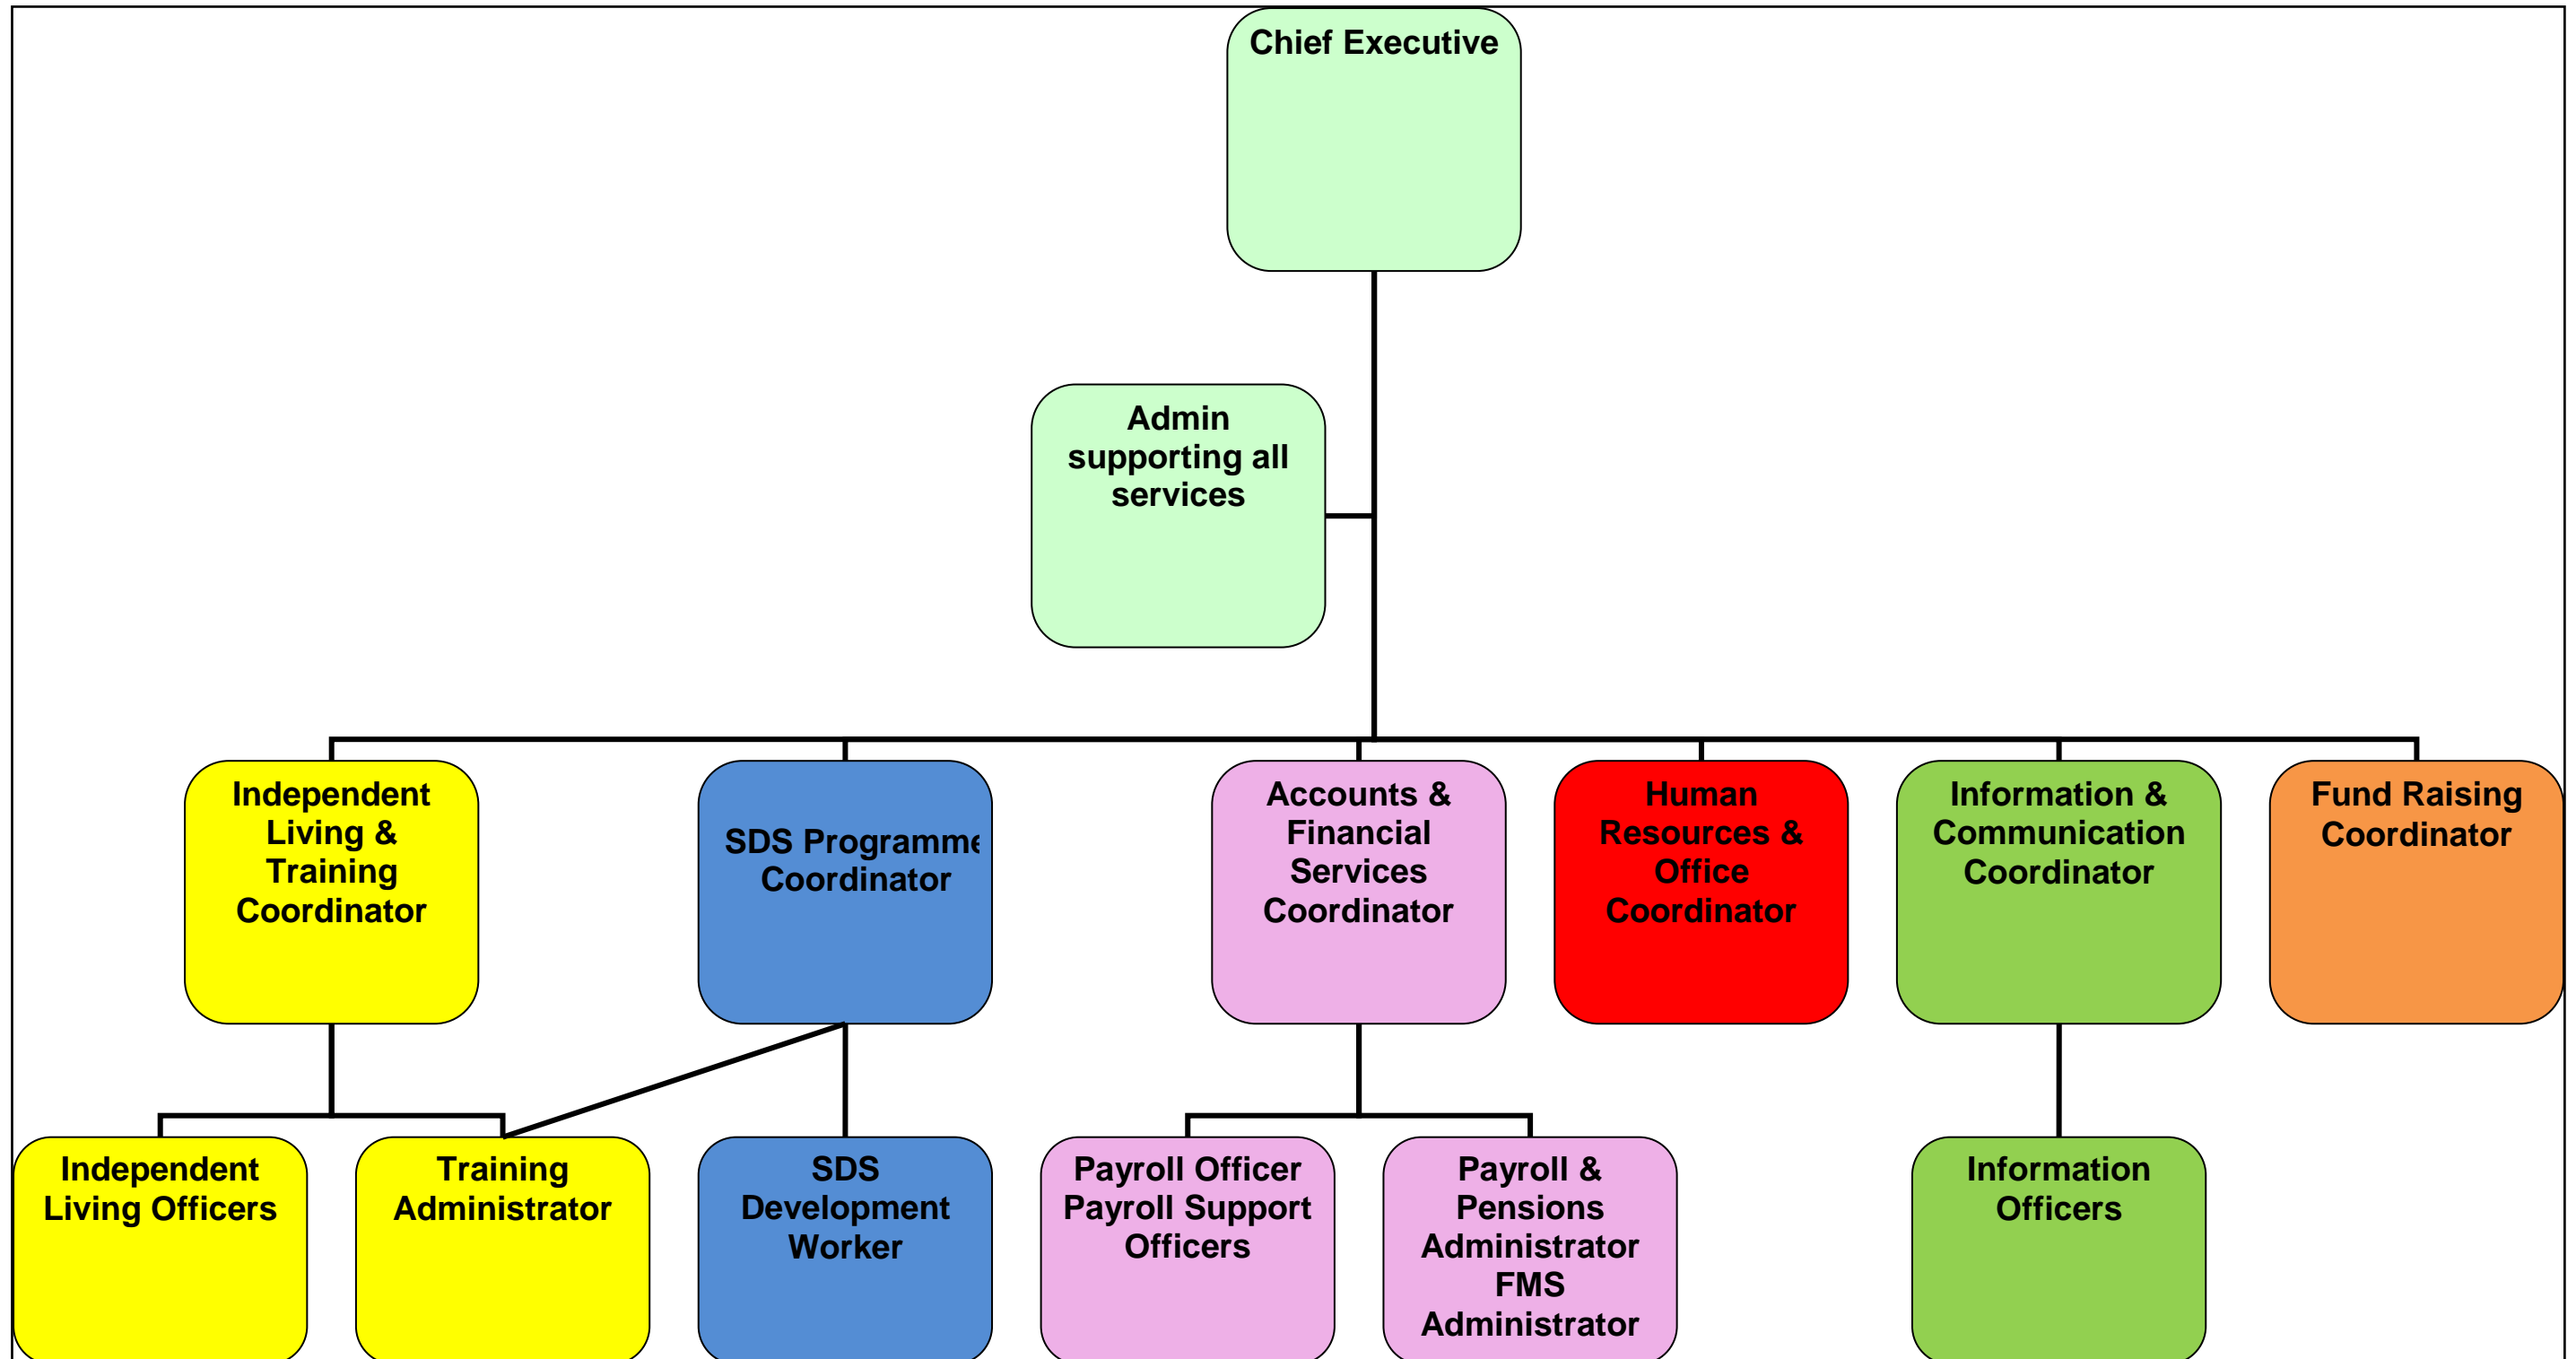 Chief Executive
Admin
supporting all
services
Independent
Living &
Training
Coordinator
SDS Programme
Coordinator
Accounts &
Financial
Services
Coordinator
Human
Resources &
Office
Coordinator
Information &
Communication
Coordinator
Fund Raising
Coordinator
Independent
Living Officers
Training
Administrator
SDS
Development
Worker
Payroll Officer
Payroll Support
Officers
Payroll &
Pensions
Administrator
FMS
Administrator
Information
Officers